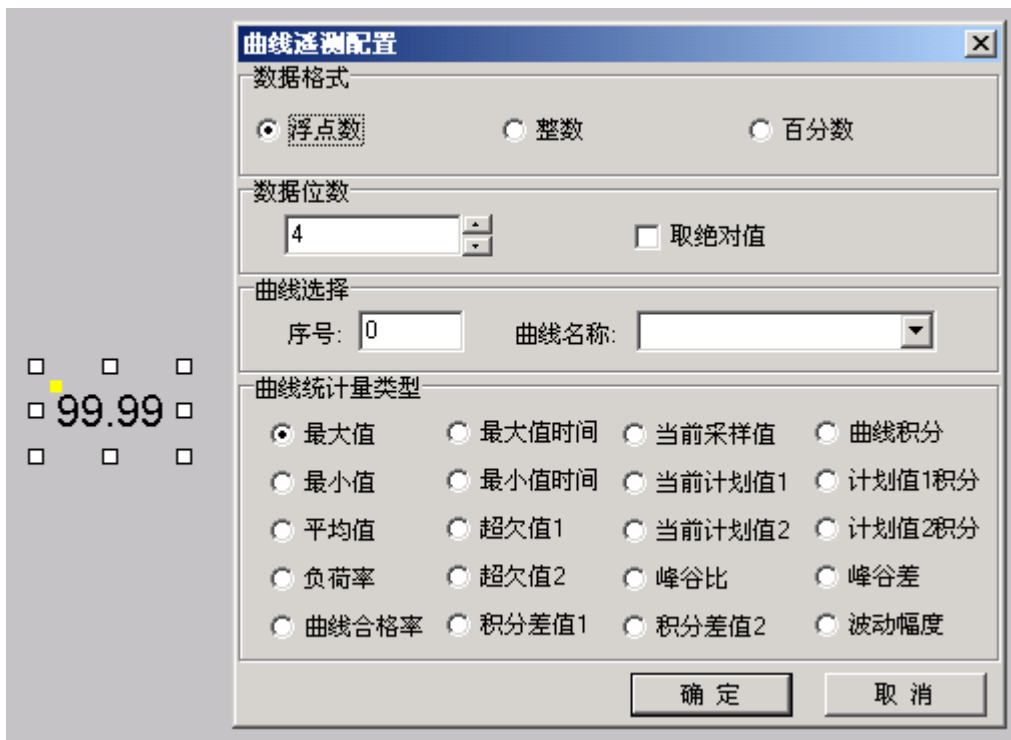 曲线遥测配置
数据格式
浮点数 整数 百分数
数据位数
4 取绝对值
曲线选择
序号: 0 曲线名称:
99.99
曲线统计量类型
最大值 最大值时间 当前采样值 曲线积分
最小值 最小值时间 当前计划值1 计划值1积分
平均值 超欠值1 当前计划值2 计划值2积分
负荷率 超欠值2 峰谷比 峰谷差
曲线合格率 积分差值1 积分差值2 波动幅度
确定 取消